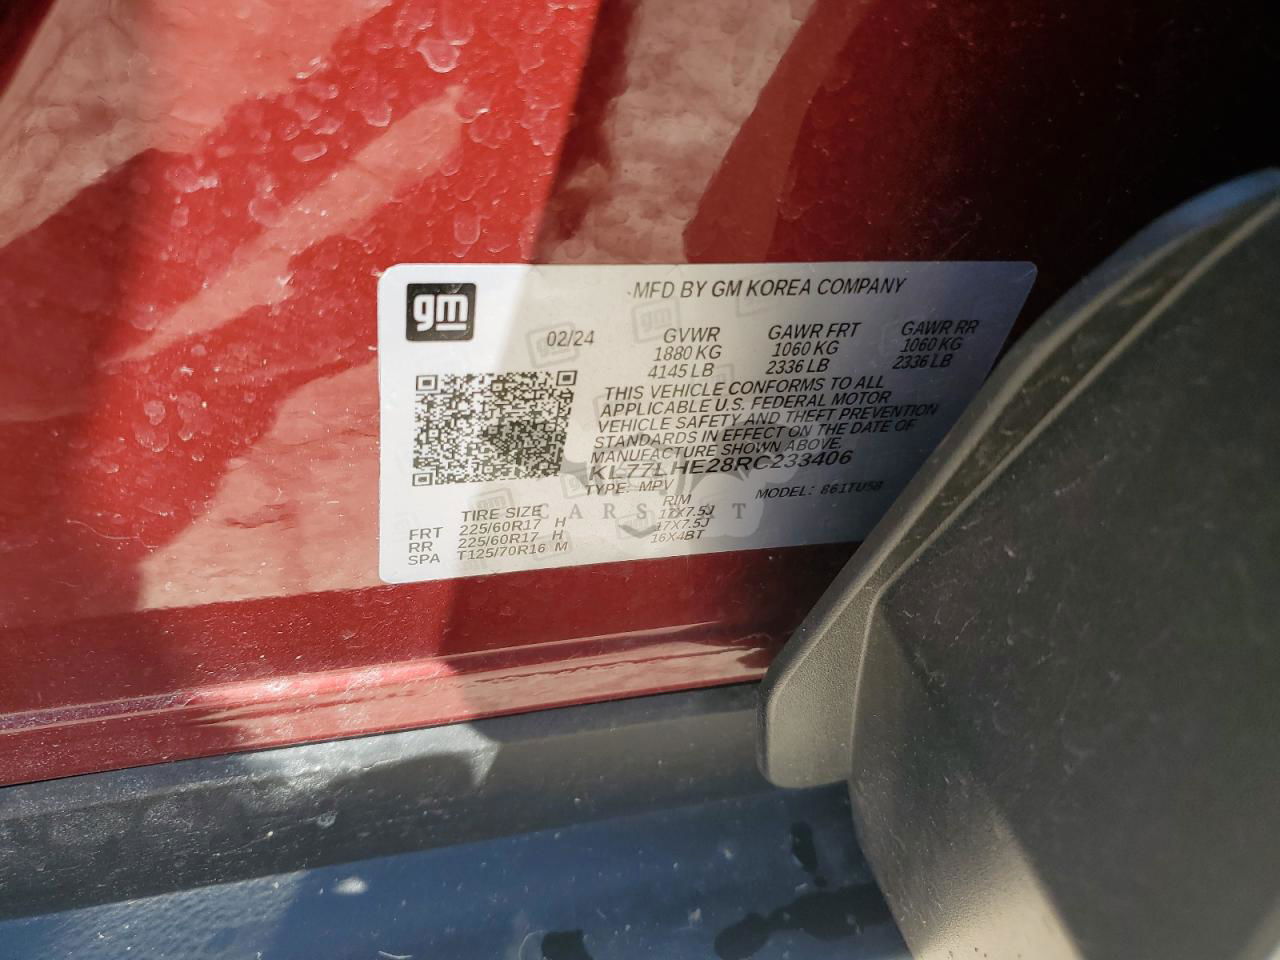 gm
MFD BY GM KOREA COMPANY
02/24 GVWR GAWR FRT GAWR RR
1880 KG 1060 KG 1060 KG
4145 LB 2336 LB 2336 LB
THIS VEHICLE CONFORMS TO ALL
APPLICABLE U.S. FEDERAL MOTOR
VEHICLE SAFETY AND THEFT PREVENTION
STANDARDS IN EFFECT ON THE DATE OF
MANUFACTURE SHOWN ABOVE.
KL77LHE28RC233406
TYPE: MPV MODEL: 861TU58
TIRE SIZE RIM
FRT 225/60R17 H 17X7.5J
RR 225/60R17 H 17X7.5J
SPA T125/70R16 M 16X4BT